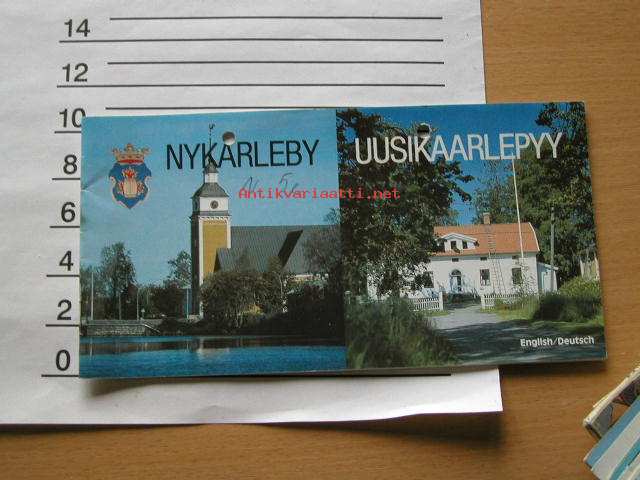 14
12
10
8
6
4
2
0
NYKARLEBY
UUSIKAARLEPYY
Antikvariaatti.net
English/Deutsch